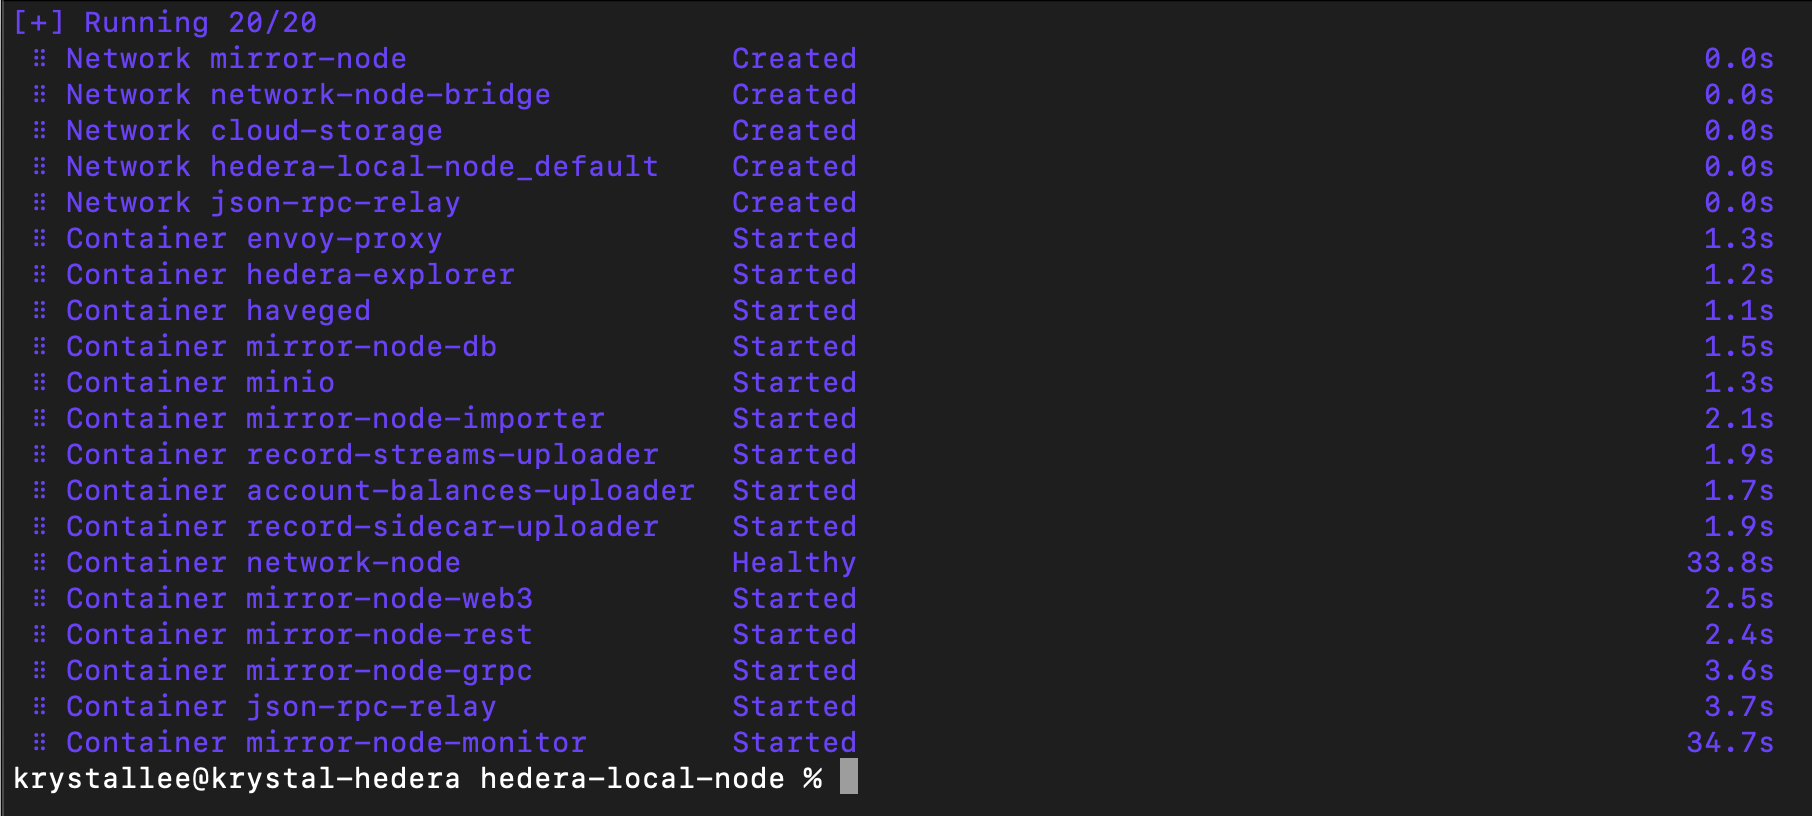 [+] Running 20/20
⠿ Network mirror-node Created 0.0s
⠿ Network network-node-bridge Created 0.0s
⠿ Network cloud-storage Created 0.0s
⠿ Network hedera-local-node_default Created 0.0s
⠿ Network json-rpc-relay Created 0.0s
⠿ Container envoy-proxy Started 1.3s
⠿ Container hedera-explorer Started 1.2s
⠿ Container haveged Started 1.1s
⠿ Container mirror-node-db Started 1.5s
⠿ Container minio Started 1.3s
⠿ Container mirror-node-importer Started 2.1s
⠿ Container record-streams-uploader Started 1.9s
⠿ Container account-balances-uploader Started 1.7s
⠿ Container record-sidecar-uploader Started 1.9s
⠿ Container network-node Healthy 33.8s
⠿ Container mirror-node-web3 Started 2.5s
⠿ Container mirror-node-rest Started 2.4s
⠿ Container mirror-node-grpc Started 3.6s
⠿ Container json-rpc-relay Started 3.7s
⠿ Container mirror-node-monitor Started 34.7s
krystallee@krystal-hedera hedera-local-node %